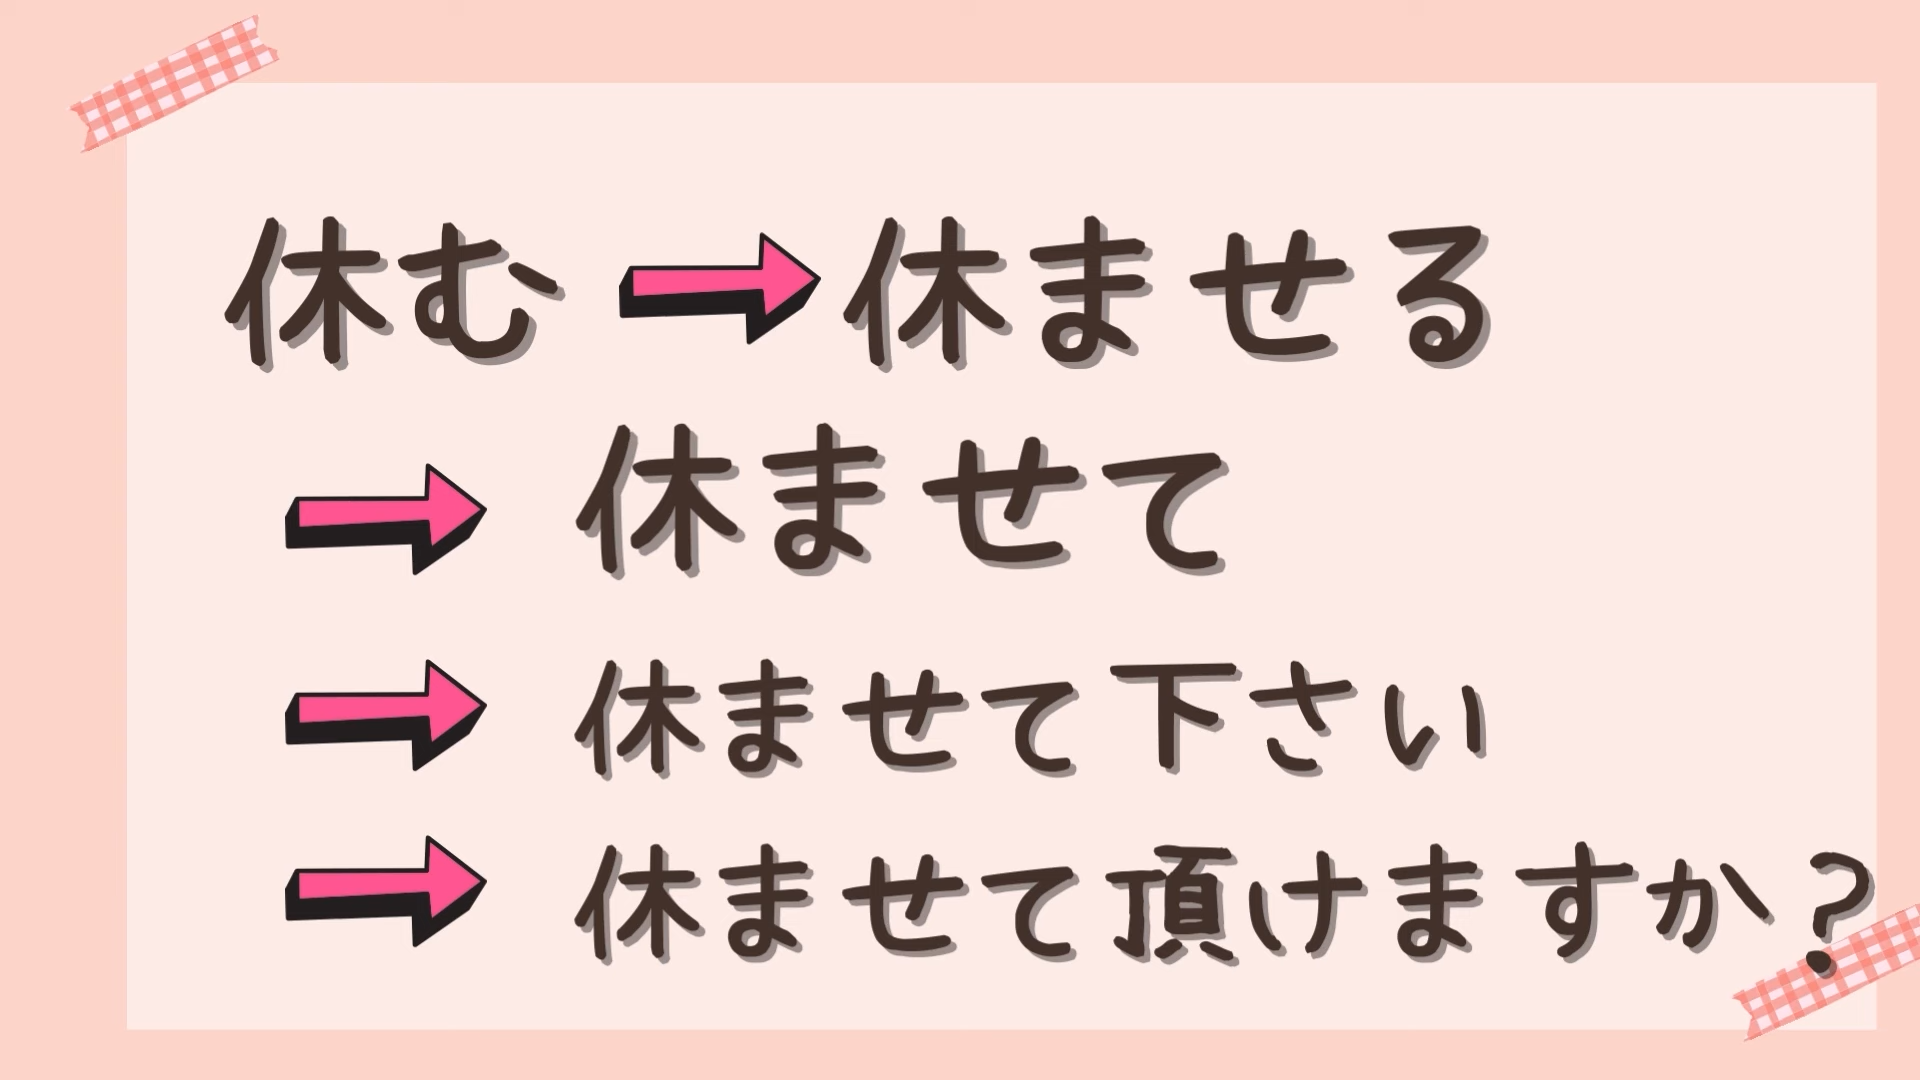 休む → 休ませる
→ 休ませて
→ 休ませて下さい
→ 休ませて頂けますか?